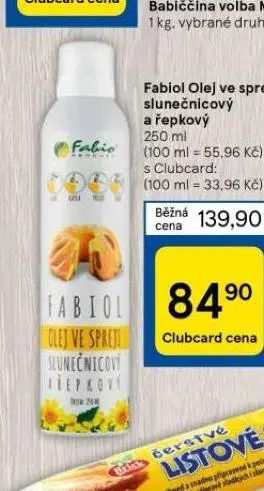 Clubcard cena
Babiččina volba
1 kg, vybrané druh
Fabiol Olej ve spre
slunečnicový
a řepkový
250 ml
(100 ml = 55,96 Kč)
s Clubcard:
(100 ml = 33,96 Kč)
Běžná
cena
139,90
84⁹⁰
Clubcard cena
Fabio
PRODUKT
FABIOL
OLEJ VE SPREJI
SLUNEČNICOVÝ
ŘEPKOVÝ
čerstvé
LISTOVÉ